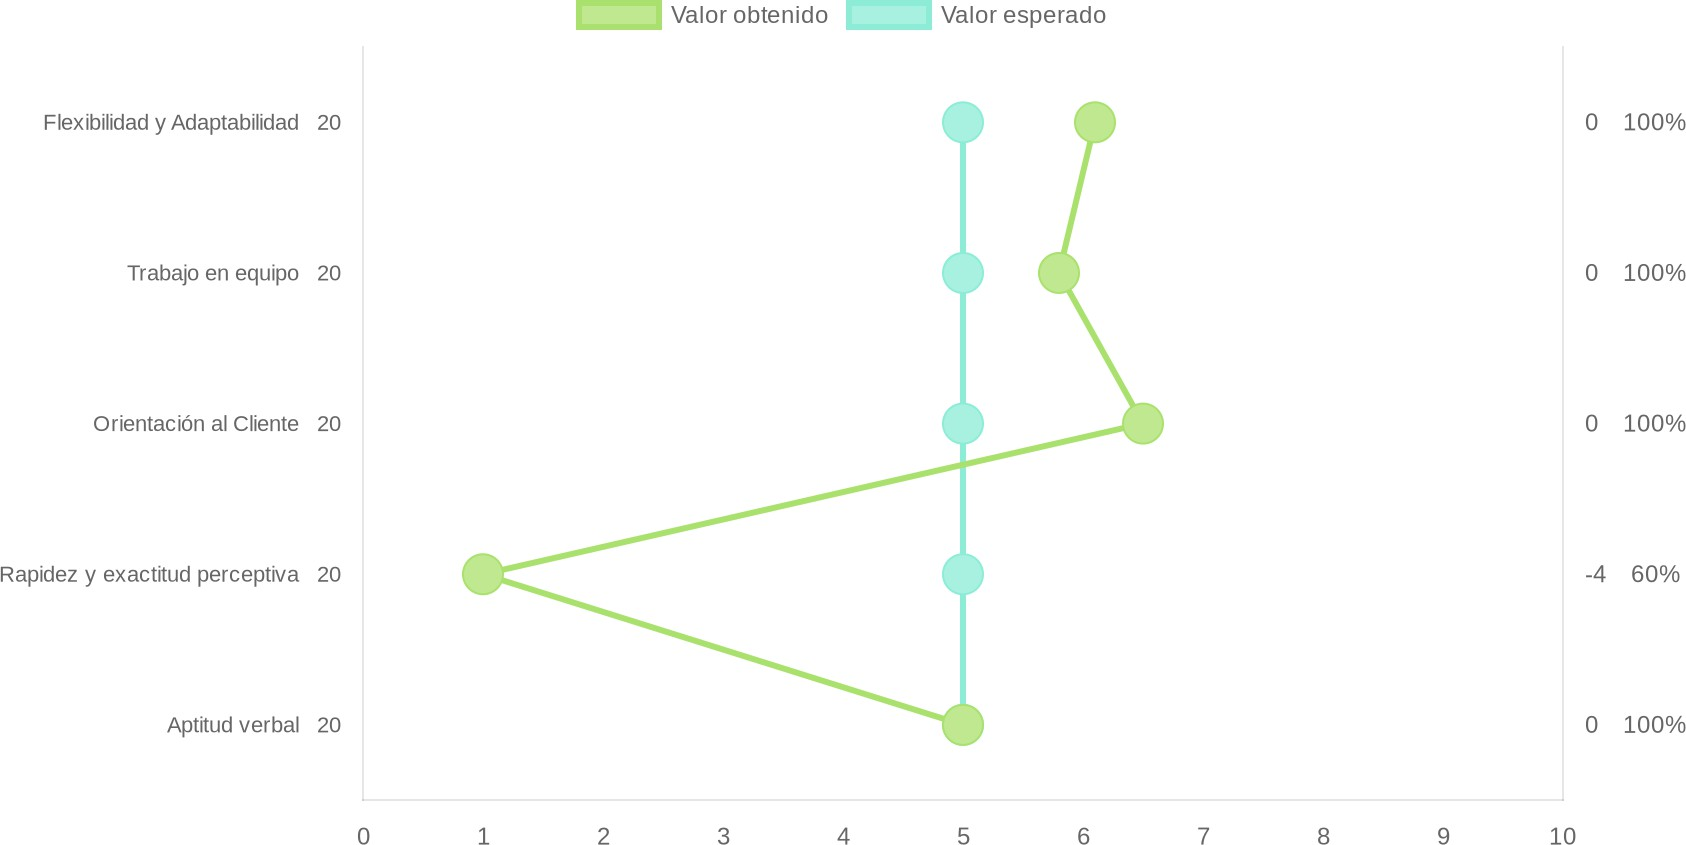 Valor obtenido Valor esperado
Flexibilidad y Adaptabilidad 20 0 100%
Trabajo en equipo 20 0 100%
Orientación al Cliente 20 0 100%
Rapidez y exactitud perceptiva 20 -4 60%
Aptitud verbal 20 0 100%
0 1 2 3 4 5 6 7 8 9 10